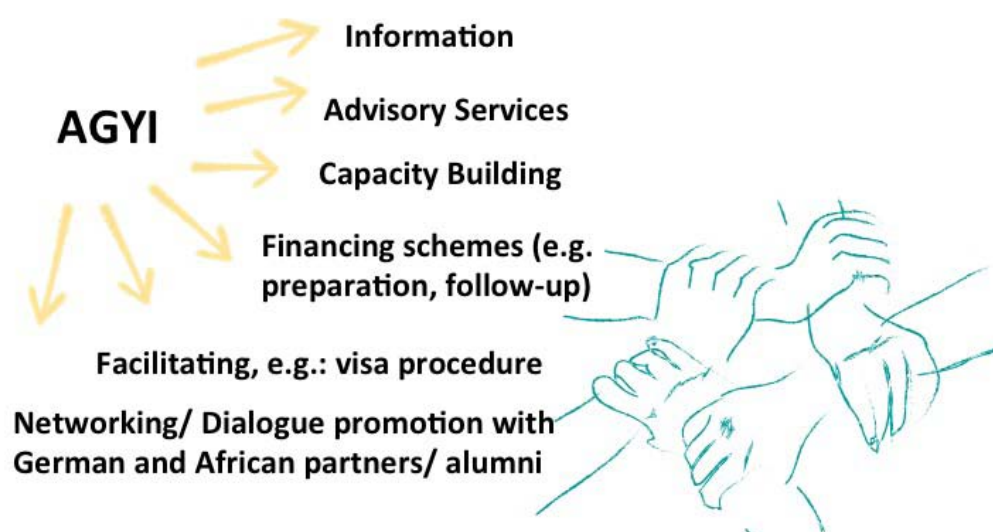 Information
AGYI
Advisory Services
Capacity Building
Financing schemes (e.g.
preparation, follow-up)
Facilitating, e.g.: visa procedure
Networking/ Dialogue promotion with
German and African partners/ alumni